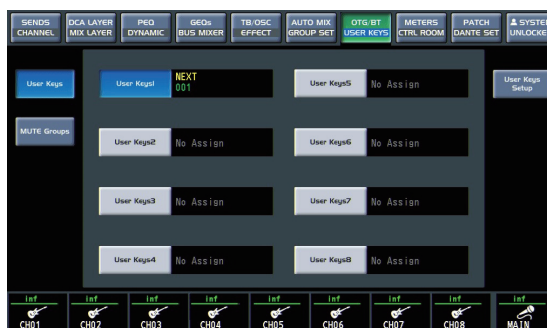 SENDS CHANNEL
DCA LAYER MIX LAYER
PEQ DYNAMIC
GEQs BUS MIXER
TB/OSC EFFECT
AUTO MIX GROUP SET
OTG/BT USER KEYS
METERS CTRL ROOM
PATCH DANTE SET
SYSTE UNLOCKE
User Keys
User Keys1
NEXT
001
User Keys5
No Assign
User Keys Setup
MUTE Groups
User Keys2
No Assign
User Keys6
No Assign
User Keys3
No Assign
User Keys7
No Assign
User Keys4
No Assign
User Keys8
No Assign
inf
inf
inf
inf
inf
inf
inf
inf
inf
CH01
CH02
CH03
CH04
CH05
CH06
CH07
CH08
MAIN